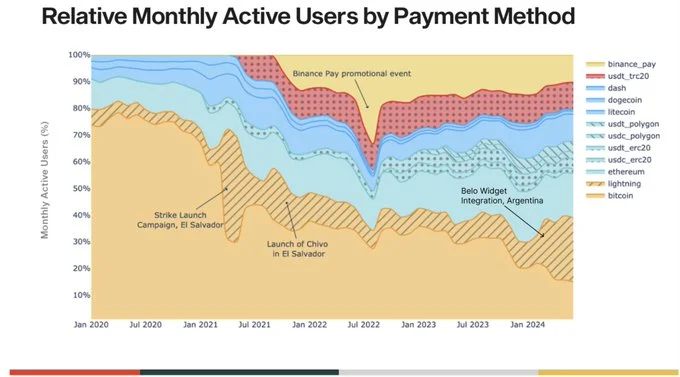 Relative Monthly Active Users by Payment Method
100%
90%
80%
70%
60%
50%
40%
30%
20%
10%
Monthly Active Users (%)
Binance Pay promotional event
Strike Launch
Campaign, El Salvador
Launch of Chivo
in El Salvador
Belo Widget
Integration, Argentina
Jan 2020
Jul 2020
Jan 2021
Jul 2021
Jan 2022
Jul 2022
Jan 2023
Jul 2023
Jan 2024
binance_pay
usdt_trc20
dash
dogecoin
litecoin
usdt_polygon
usdc_polygon
usdt_erc20
usdc_erc20
ethereum
lightning
bitcoin